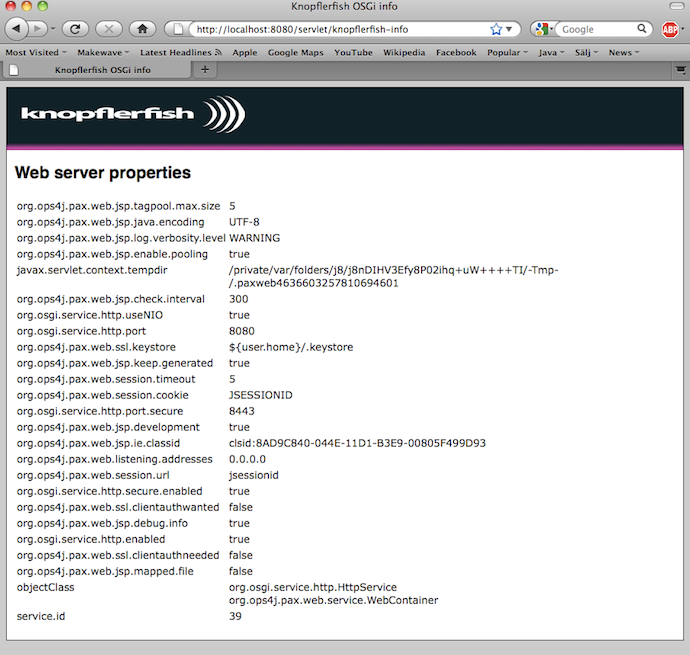 Knopflerfish OSGi info
http://localhost:8080/servlet/knopflerfish-info
Google
ABP
Most Visited Makewave Latest Headlines Apple Google Maps YouTube Wikipedia Facebook Popular Java Sälj News
Knopflerfish OSGi info +
knopflerfish
Web server properties
org.ops4j.pax.web.jsp.tagpool.max.size 5
org.ops4j.pax.web.jsp.java.encoding UTF-8
org.ops4j.pax.web.jsp.log.verbosity.level WARNING
org.ops4j.pax.web.jsp.enable.pooling true
javax.servlet.context.tempdir /private/var/folders/j8/j8nDIHV3Efy8P02ihq+uW++++TI/-Tmp-
/.paxweb4636603257810694601
org.ops4j.pax.web.jsp.check.interval 300
org.osgi.service.http.useNIO true
org.osgi.service.http.port 8080
org.ops4j.pax.web.ssl.keystore ${user.home}/.keystore
org.ops4j.pax.web.jsp.keep.generated true
org.ops4j.pax.web.session.timeout 5
org.ops4j.pax.web.session.cookie JSESSIONID
org.osgi.service.http.port.secure 8443
org.ops4j.pax.web.jsp.development true
org.ops4j.pax.web.jsp.ie.classid clsid:8AD9C840-044E-11D1-B3E9-00805F499D93
org.ops4j.pax.web.listening.addresses 0.0.0.0
org.ops4j.pax.web.session.url jsessionid
org.osgi.service.http.secure.enabled true
org.ops4j.pax.web.ssl.clientauthwanted false
org.ops4j.pax.web.jsp.debug.info true
org.osgi.service.http.enabled true
org.ops4j.pax.web.ssl.clientauthneeded false
org.ops4j.pax.web.jsp.mapped.file false
objectClass org.osgi.service.http.HttpService
org.ops4j.pax.web.service.WebContainer
service.id 39